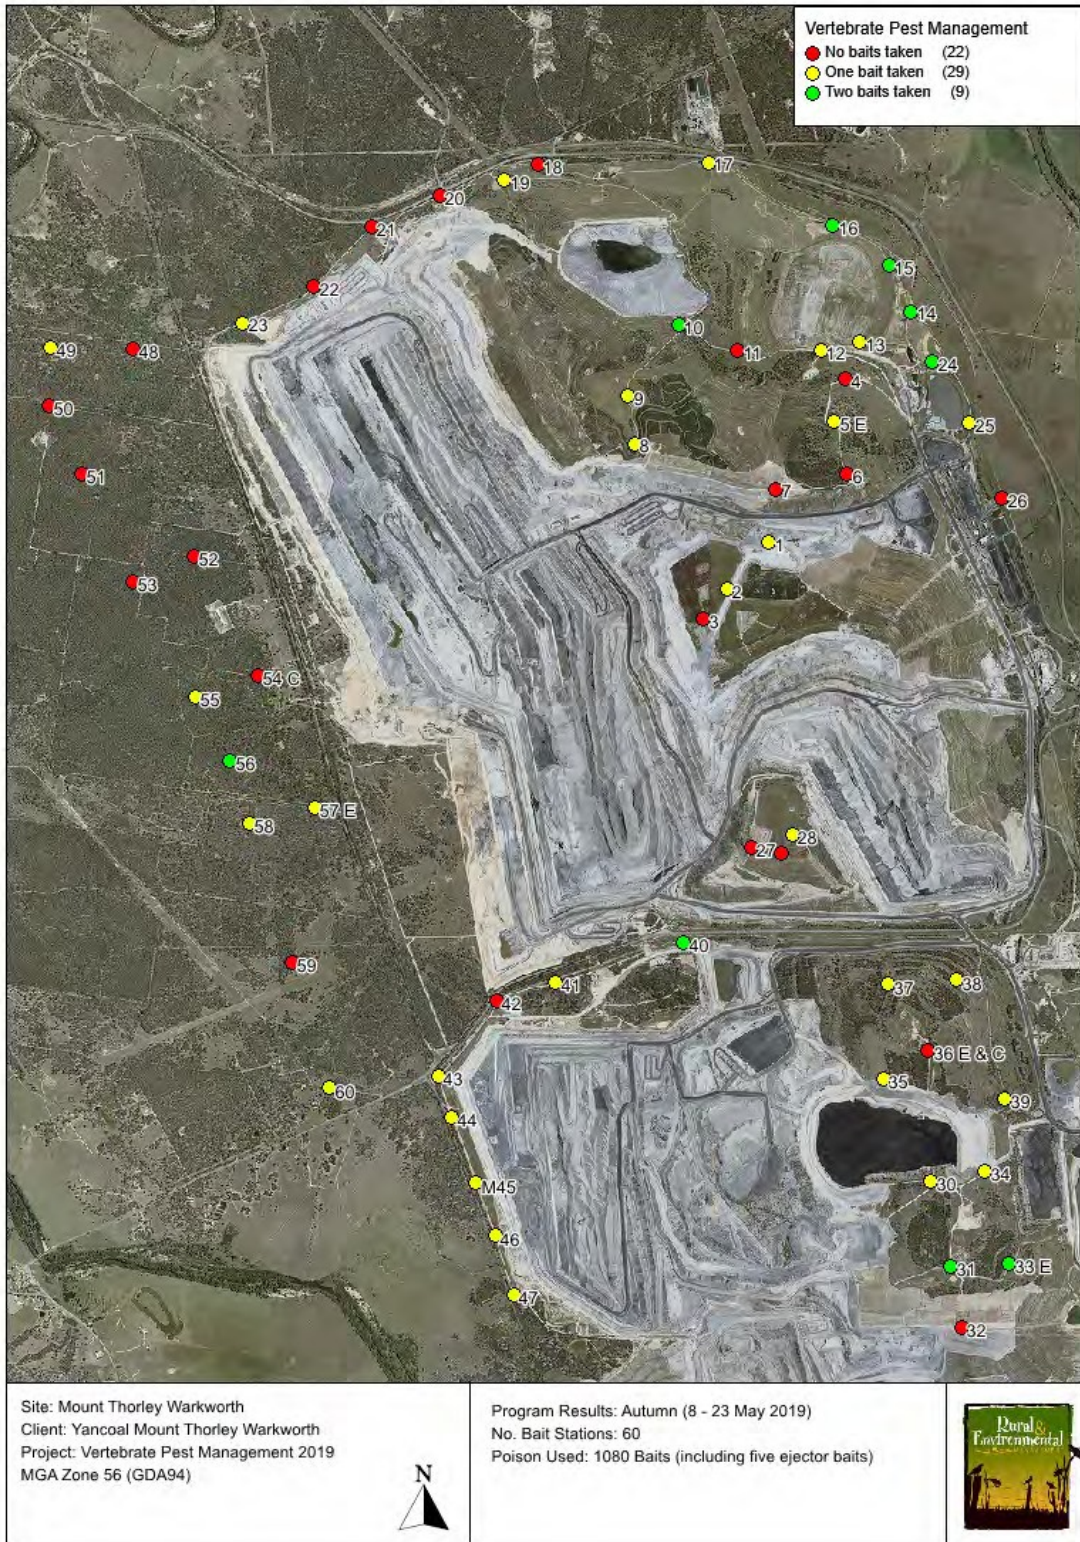 Vertebrate Pest Management
No baits taken (22)
One bait taken (29)
Two baits taken (9)
18
17
19
20
21
16
15
22
14
23
10
13
49
48
11
12
24
4
9
50
5 E
25
8
51
6
7
26
1
52
53
2
3
54 C
55
56
57 E
58
28
27
40
59
41
38
37
42
36 E & C
43
35
60
39
44
34
M45
30
46
33 E
31
47
32
Site: Mount Thorley Warkworth
Client: Yancoal Mount Thorley Warkworth
Project: Vertebrate Pest Management 2019
MGA Zone 56 (GDA94)
N
Program Results: Autumn (8 - 23 May 2019)
No. Bait Stations: 60
Poison Used: 1080 Baits (including five ejector baits)
Rural &
Environmental